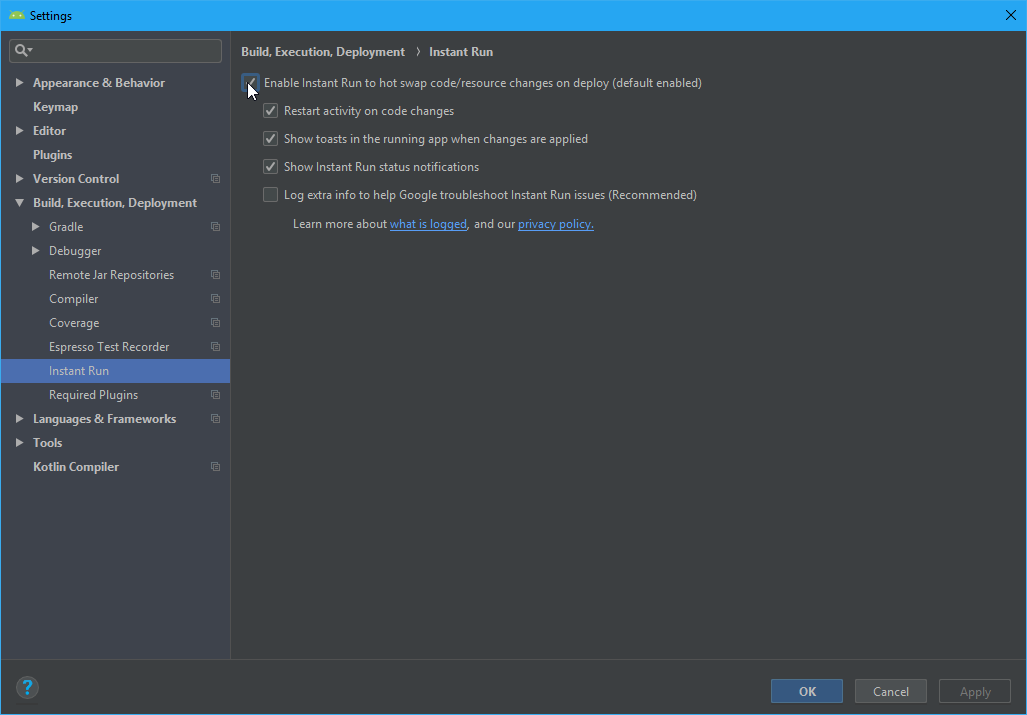 Settings
Appearance & Behavior
Keymap
Editor
Plugins
Version Control
Build, Execution, Deployment
Gradle
Debugger
Remote Jar Repositories
Compiler
Coverage
Espresso Test Recorder
Instant Run
Required Plugins
Languages & Frameworks
Tools
Kotlin Compiler
Build, Execution, Deployment › Instant Run
Enable Instant Run to hot swap code/resource changes on deploy (default enabled)
Restart activity on code changes
Show toasts in the running app when changes are applied
Show Instant Run status notifications
Log extra info to help Google troubleshoot Instant Run issues (Recommended)
Learn more about what is logged, and our privacy policy.
?
OK
Cancel
Apply